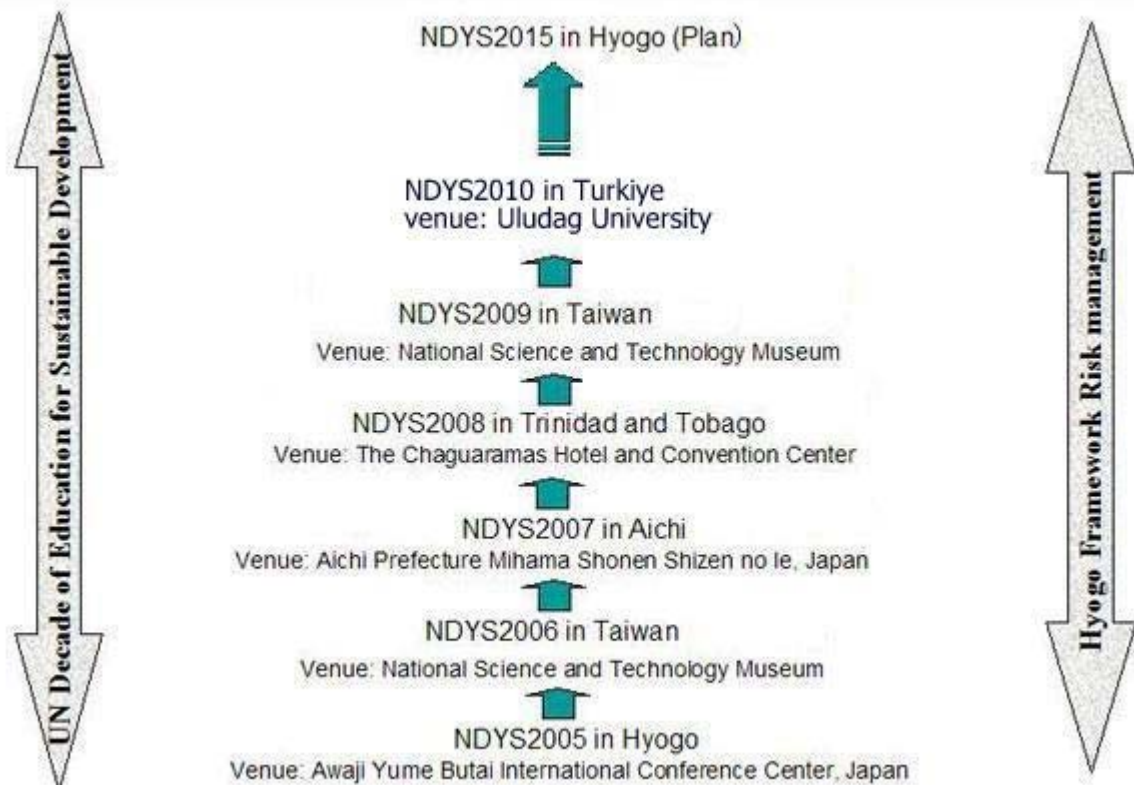 NDYS2015 in Hyogo (Plan)
NDYS2010 in Turkiye
venue: Uludag University
NDYS2009 in Taiwan
Venue: National Science and Technology Museum
NDYS2008 in Trinidad and Tobago
Venue: The Chaguaramas Hotel and Convention Center
NDYS2007 in Aichi
Venue: Aichi Prefecture Mihama Shonen Shizen no Ie, Japan
NDYS2006 in Taiwan
Venue: National Science and Technology Museum
NDYS2005 in Hyogo
Venue: Awaji Yume Butai International Conference Center, Japan
UN Decade of Education for Sustainable Development
Hyogo Framework Risk management